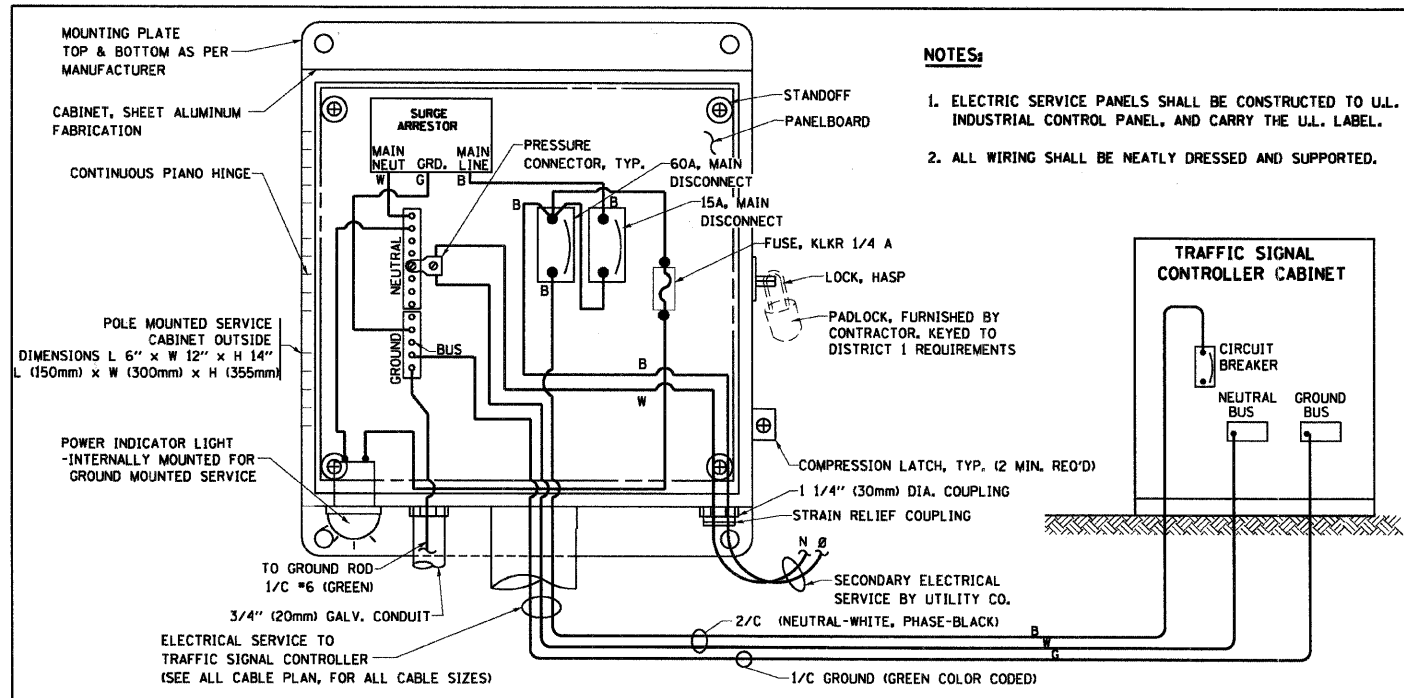 MOUNTING PLATE
TOP & BOTTOM AS PER
MANUFACTURER
CABINET, SHEET ALUMINUM
FABRICATION
CONTINUOUS PIANO HINGE
POLE MOUNTED SERVICE
CABINET OUTSIDE
DIMENSIONS L 6" x W 12" x H 14"
L (150mm) x W (300mm) x H (355mm)
POWER INDICATOR LIGHT
-INTERNALLY MOUNTED FOR
GROUND MOUNTED SERVICE
SURGE
ARRESTOR
MAIN
NEUT
GRD.
MAIN
LINE
W
G
B
PRESSURE
CONNECTOR, TYP.
STANDOFF
PANELBOARD
60A, MAIN
DISCONNECT
15A, MAIN
DISCONNECT
B
B
B
FUSE, KLKR 1/4 A
LOCK, HASP
PADLOCK, FURNISHED BY
CONTRACTOR. KEYED TO
DISTRICT 1 REQUIREMENTS
NEUTRAL
GROUND
BUS
B
W
COMPRESSION LATCH, TYP. (2 MIN. REQ'D)
1 1/4" (30mm) DIA. COUPLING
STRAIN RELIEF COUPLING
N Ø
SECONDARY ELECTRICAL
SERVICE BY UTILITY CO.
TO GROUND ROD
1/C #6 (GREEN)
3/4" (20mm) GALV. CONDUIT
ELECTRICAL SERVICE TO
TRAFFIC SIGNAL CONTROLLER
(SEE ALL CABLE PLAN, FOR ALL CABLE SIZES)
2/C (NEUTRAL-WHITE, PHASE-BLACK)
B
W
G
1/C GROUND (GREEN COLOR CODED)
NOTES:
1. ELECTRIC SERVICE PANELS SHALL BE CONSTRUCTED TO U.L.
INDUSTRIAL CONTROL PANEL, AND CARRY THE U.L. LABEL.
2. ALL WIRING SHALL BE NEATLY DRESSED AND SUPPORTED.
TRAFFIC SIGNAL
CONTROLLER CABINET
CIRCUIT
BREAKER
NEUTRAL
BUS
GROUND
BUS